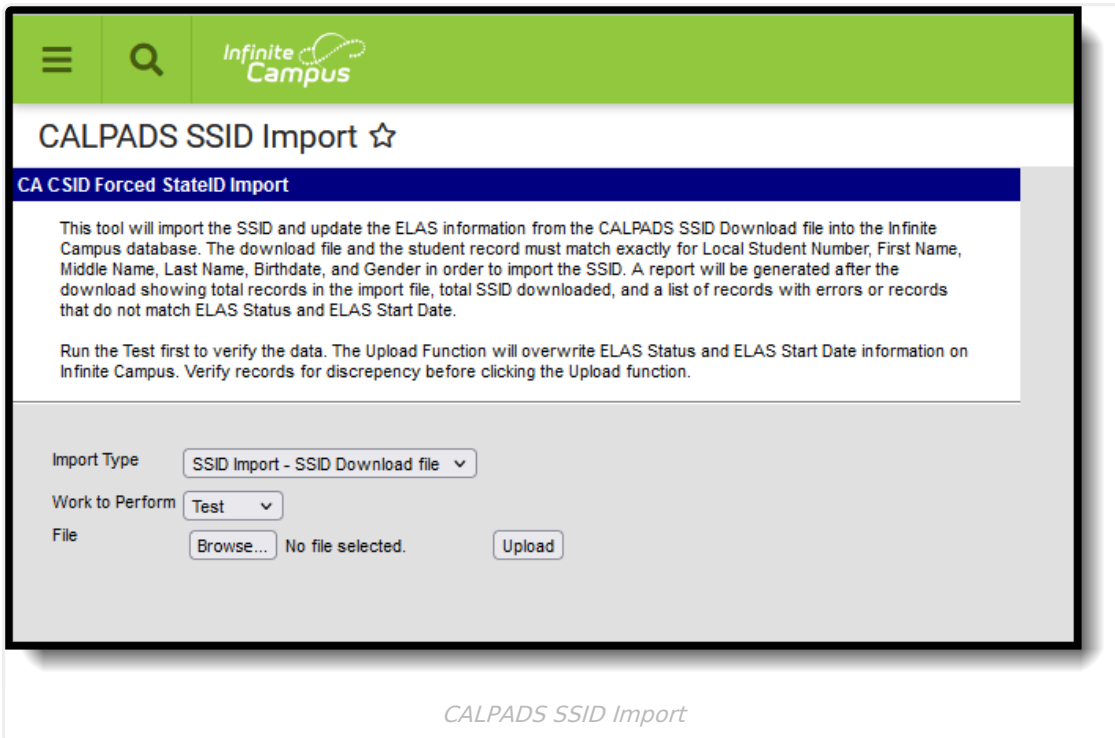 Infinite
Campus
CALPADS SSID Import
CA CSID Forced StateID Import
This tool will import the SSID and update the ELAS information from the CALPADS SSID Download file into the Infinite
Campus database. The download file and the student record must match exactly for Local Student Number, First Name,
Middle Name, Last Name, Birthdate, and Gender in order to import the SSID. A report will be generated after the
download showing total records in the import file, total SSID downloaded, and a list of records with errors or records
that do not match ELAS Status and ELAS Start Date.
Run the Test first to verify the data. The Upload Function will overwrite ELAS Status and ELAS Start Date information on
Infinite Campus. Verify records for discrepency before clicking the Upload function.
Import Type SSID Import - SSID Download file
Work to Perform Test
File Browse... No file selected. Upload
CALPADS SSID Import